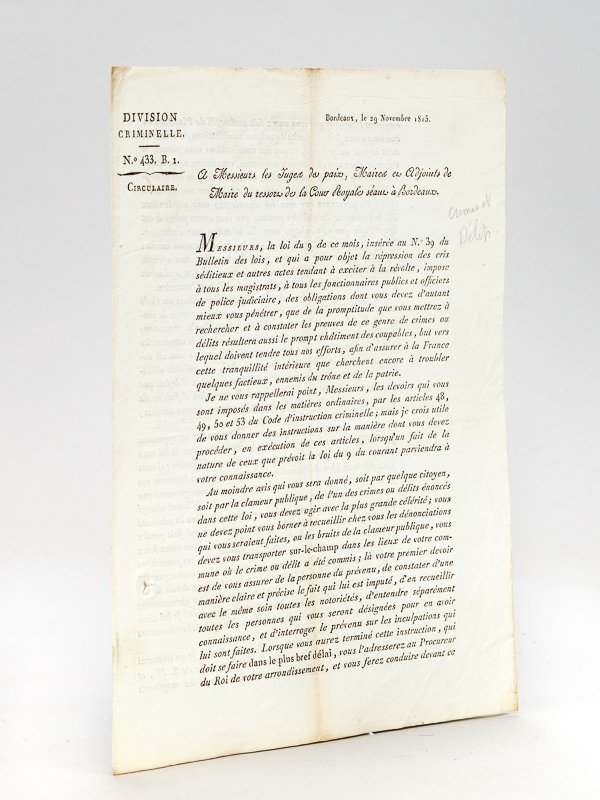 DIVISION
CRIMINELLE.
N.º 433. B. 1.
CIRCULAIRE.
Bordeaux, le 29 Novembre 1815.
A Messieurs les Juges de paix, Maires et Adjoints de
Maire du ressort de la Cour Royale séant à Bordeaux.
crimes et
Délits
MESSIEURS, la loi du 9 de ce mois, insérée au N.º 39 du
Bulletin des lois, et qui a pour objet la répression des cris
séditieux et autres actes tendant à exciter à la révolte, impose
à tous les magistrats, à tous les fonctionnaires publics et officiers
de police judiciaire, des obligations dont vous devez d'autant
mieux vous pénétrer, que de la promptitude que vous mettrez à
rechercher et à constater les preuves de ce genre de crimes ou
délits résultera aussi le prompt châtiment des coupables, but vers
lequel doivent tendre tous nos efforts, afin d'assurer à la France
cette tranquillité intérieure que cherchent encore à troubler
quelques factieux, ennemis du trône et de la patrie.
Je ne vous rappellerai point, Messieurs, les devoirs qui vous
sont imposés dans les matières ordinaires, par les articles 48,
49, 50 et 53 du Code d'instruction criminelle; mais je crois utile
de vous donner des instructions sur la manière dont vous devez
procéder, en exécution de ces articles, lorsqu'un fait de la
nature de ceux que prévoit la loi du 9 du courant parviendra à
votre connaissance.
Au moindre avis qui vous sera donné, soit par quelque citoyen,
soit par la clameur publique, de l'un des crimes ou délits énoncés
dans cette loi, vous devez agir avec la plus grande célérité; vous
ne devez point vous borner à recueillir chez vous les dénonciations
qui vous seraient faites, ou les bruits de la clameur publique, vous
devez vous transporter sur-le-champ dans les lieux de votre com-
mune où le crime ou délit a été commis; là votre premier devoir
est de vous assurer de la personne du prévenu, de constater d'une
manière claire et précise le fait qui lui est imputé, d'en recueillir
avec le même soin toutes les notoriétés, d'entendre séparément
toutes les personnes qui vous seront désignées pour en avoir
connaissance, et d'interroger le prévenu sur les inculpations qui
lui sont faites. Lorsque vous aurez terminé cette instruction, qui
doit se faire dans le plus bref délai, vous l'adresserez au Procureur
du Roi de votre arrondissement, et vous ferez conduire devant ce